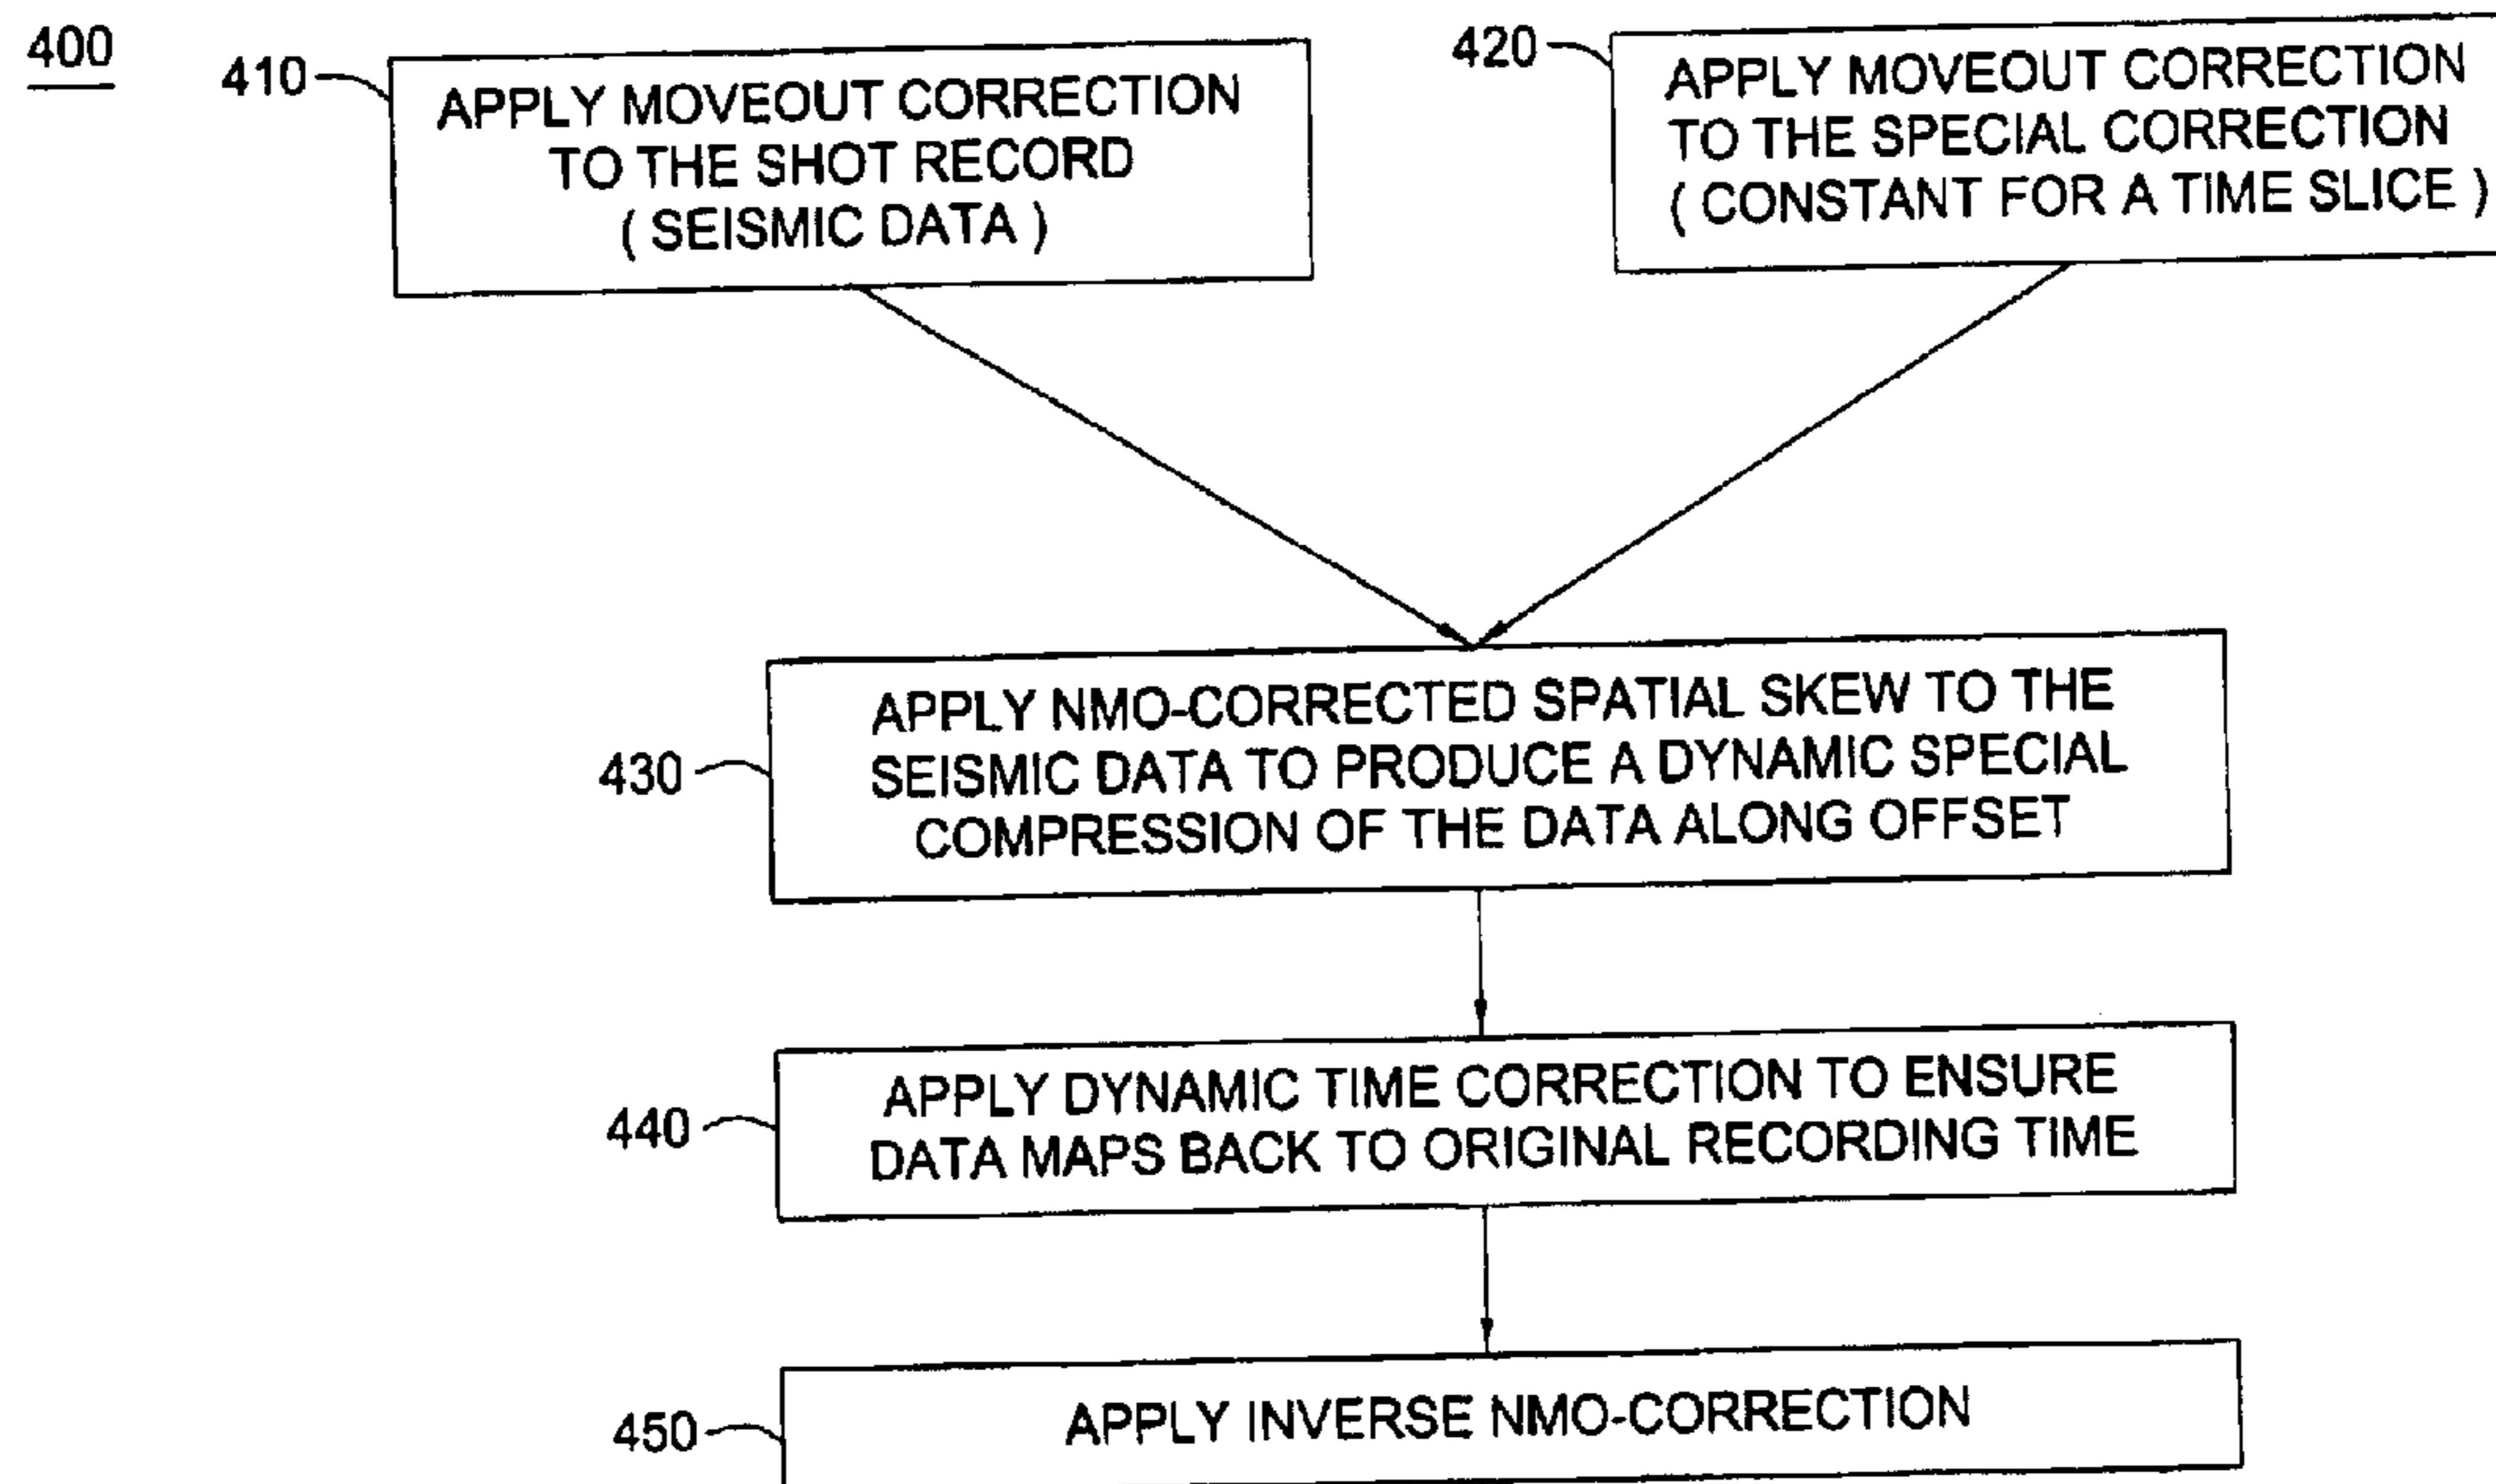 400
410
APPLY MOVEOUT CORRECTION
TO THE SHOT RECORD
( SEISMIC DATA )
420
APPLY MOVEOUT CORRECTION
TO THE SPECIAL CORRECTION
( CONSTANT FOR A TIME SLICE )
430
APPLY NMO-CORRECTED SPATIAL SKEW TO THE
SEISMIC DATA TO PRODUCE A DYNAMIC SPECIAL
COMPRESSION OF THE DATA ALONG OFFSET
440
APPLY DYNAMIC TIME CORRECTION TO ENSURE
DATA MAPS BACK TO ORIGINAL RECORDING TIME
450
APPLY INVERSE NMO-CORRECTION